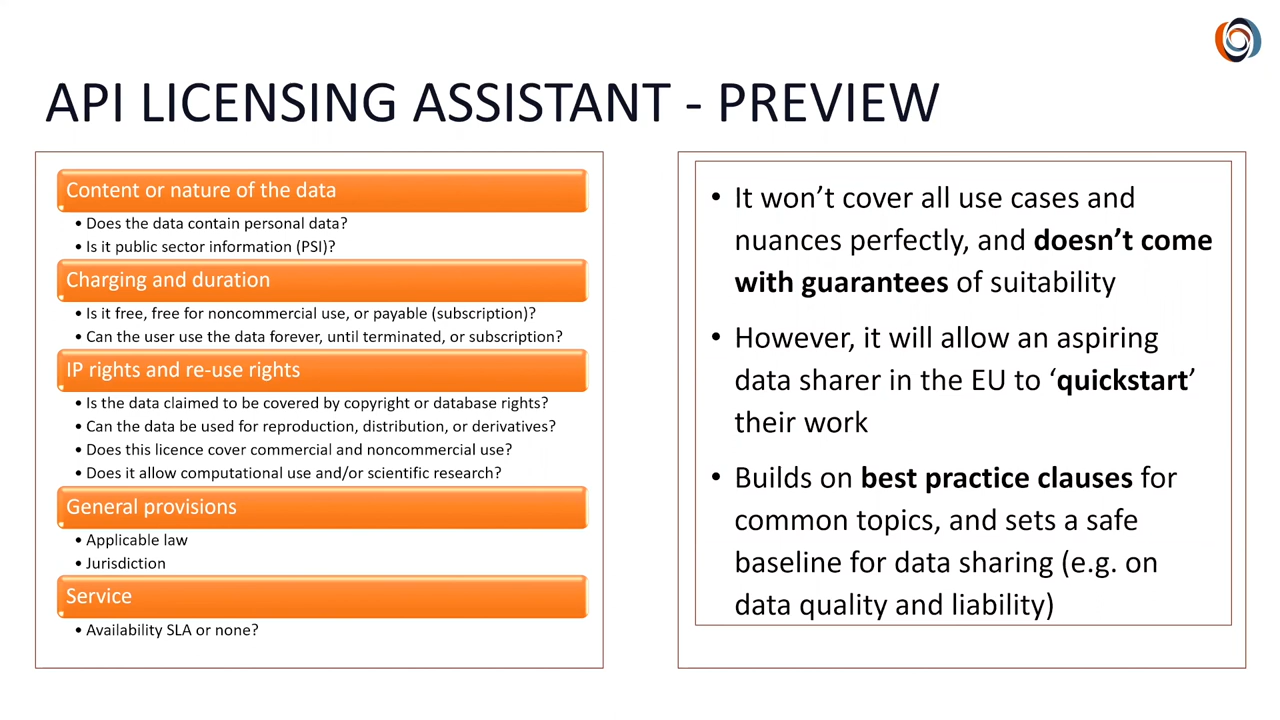 API LICENSING ASSISTANT - PREVIEW
Content or nature of the data
• Does the data contain personal data?
• Is it public sector information (PSI)?
Charging and duration
• Is it free, free for noncommercial use, or payable (subscription)?
• Can the user use the data forever, until terminated, or subscription?
IP rights and re-use rights
• Is the data claimed to be covered by copyright or database rights?
• Can the data be used for reproduction, distribution, or derivatives?
• Does this licence cover commercial and noncommercial use?
• Does it allow computational use and/or scientific research?
General provisions
• Applicable law
• Jurisdiction
Service
• Availability SLA or none?
• It won’t cover all use cases and
nuances perfectly, and doesn’t come
with guarantees of suitability
• However, it will allow an aspiring
data sharer in the EU to ‘quickstart’
their work
• Builds on best practice clauses for
common topics, and sets a safe
baseline for data sharing (e.g. on
data quality and liability)